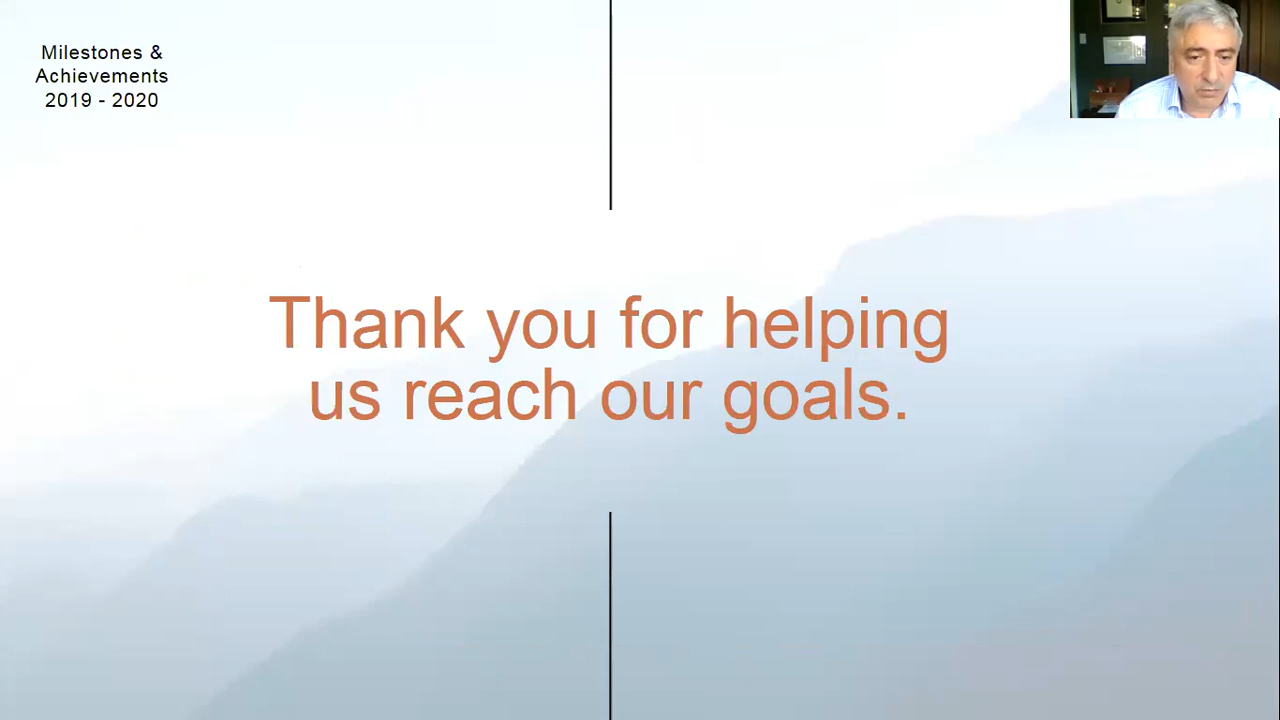 Milestones &
Achievements
2019 - 2020
Thank you for helping
us reach our goals.